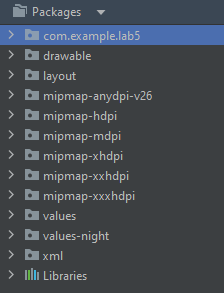 Packages
com.example.lab5
drawable
layout
mipmap-anydpi-v26
mipmap-hdpi
mipmap-mdpi
mipmap-xhdpi
mipmap-xxhdpi
mipmap-xxxhdpi
values
values-night
xml
Libraries